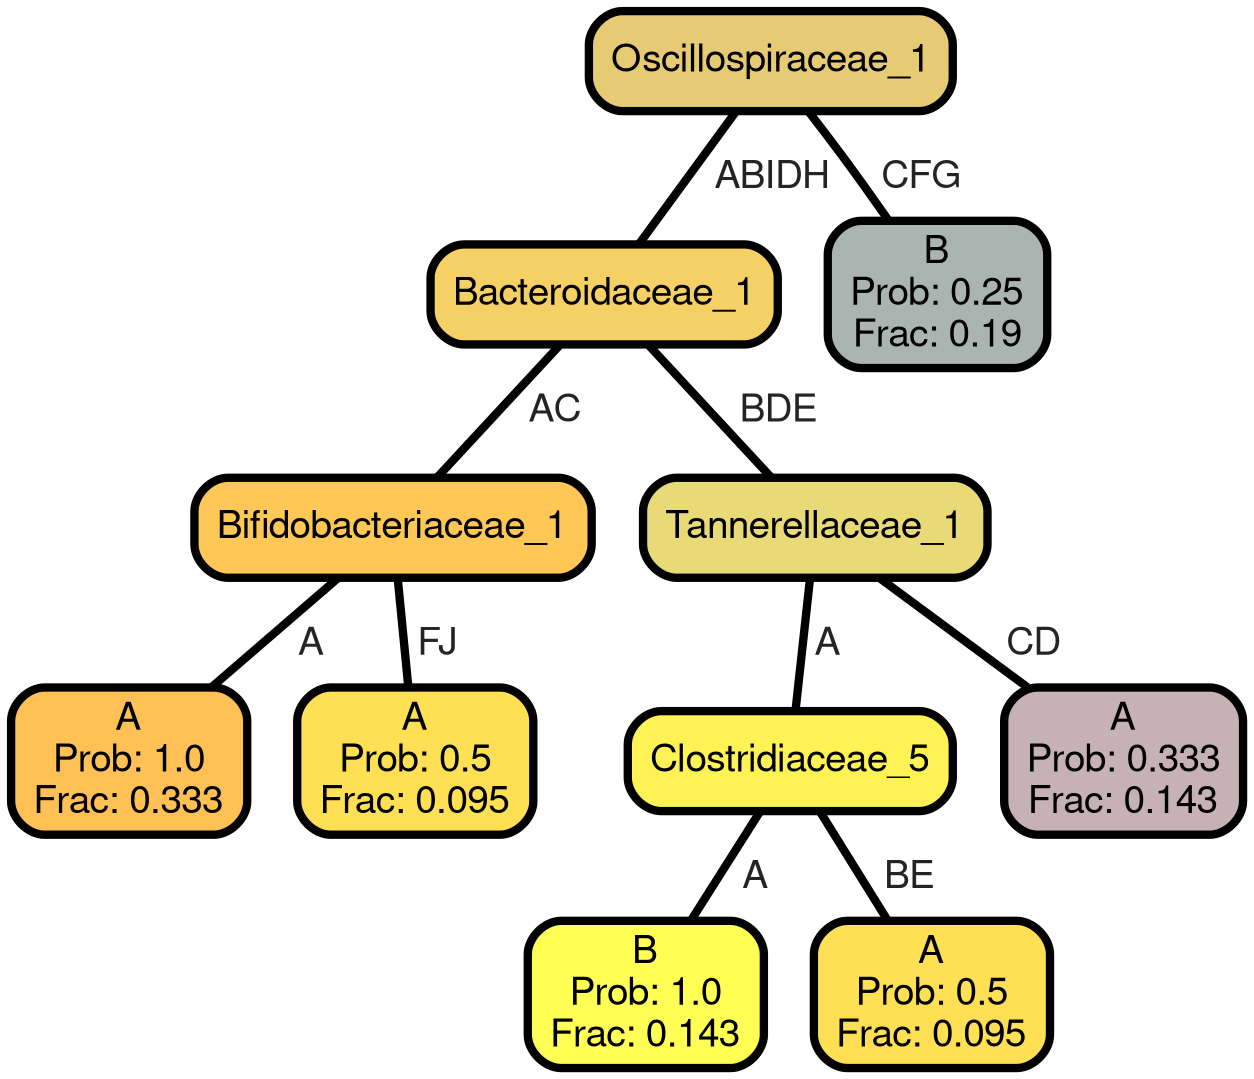 Oscillospiraceae_1
ABIDH
CFG
Bacteroidaceae_1
B
Prob: 0.25
Frac: 0.19
AC
BDE
Bifidobacteriaceae_1
Tannerellaceae_1
A
FJ
A
CD
A
Prob: 1.0
Frac: 0.333
A
Prob: 0.5
Frac: 0.095
Clostridiaceae_5
A
Prob: 0.333
Frac: 0.143
A
BE
B
Prob: 1.0
Frac: 0.143
A
Prob: 0.5
Frac: 0.095